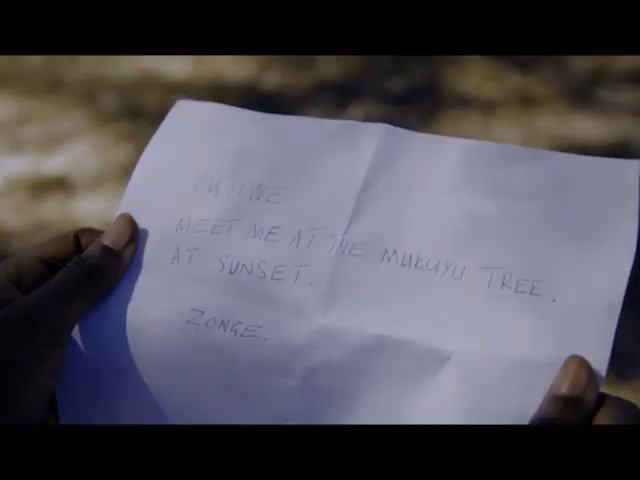 MEET ME AT THE MUKUYU TREE.
AT SUNSET.
ZONGE.